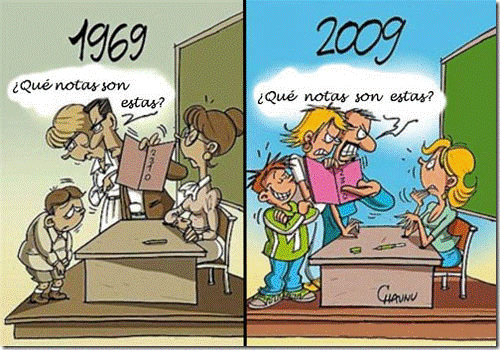 1969
¿Qué notas son
estas?
2009
¿Qué notas son estas?
CHAUNU